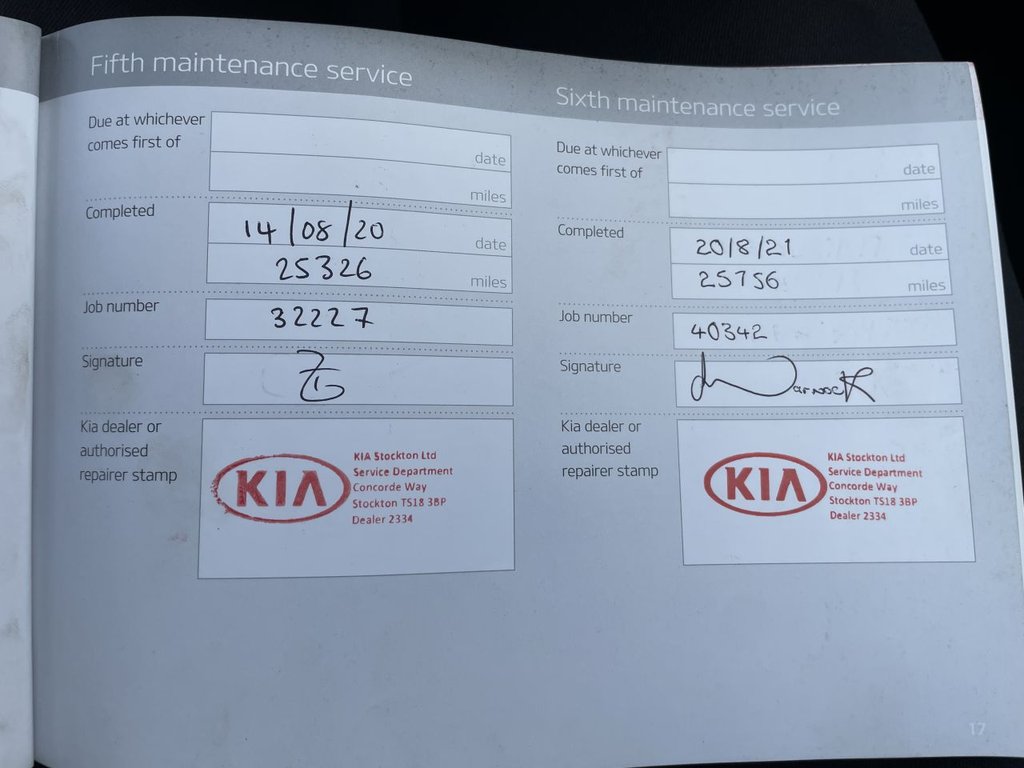 Fifth maintenance service
Due at whichever
comes first of
date
miles
Completed
14/08/20 date
25326 miles
Job number
32227
Signature
Kia dealer or
authorised
repairer stamp
KIA
KIA Stockton Ltd
Service Department
Concorde Way
Stockton TS18 3BP
Dealer 2334
Sixth maintenance service
Due at whichever
comes first of
date
miles
Completed
20/8/21 date
25756 miles
Job number
40342
Signature
Kia dealer or
authorised
repairer stamp
KIA
KIA Stockton Ltd
Service Department
Concorde Way
Stockton TS18 3BP
Dealer 2334
17